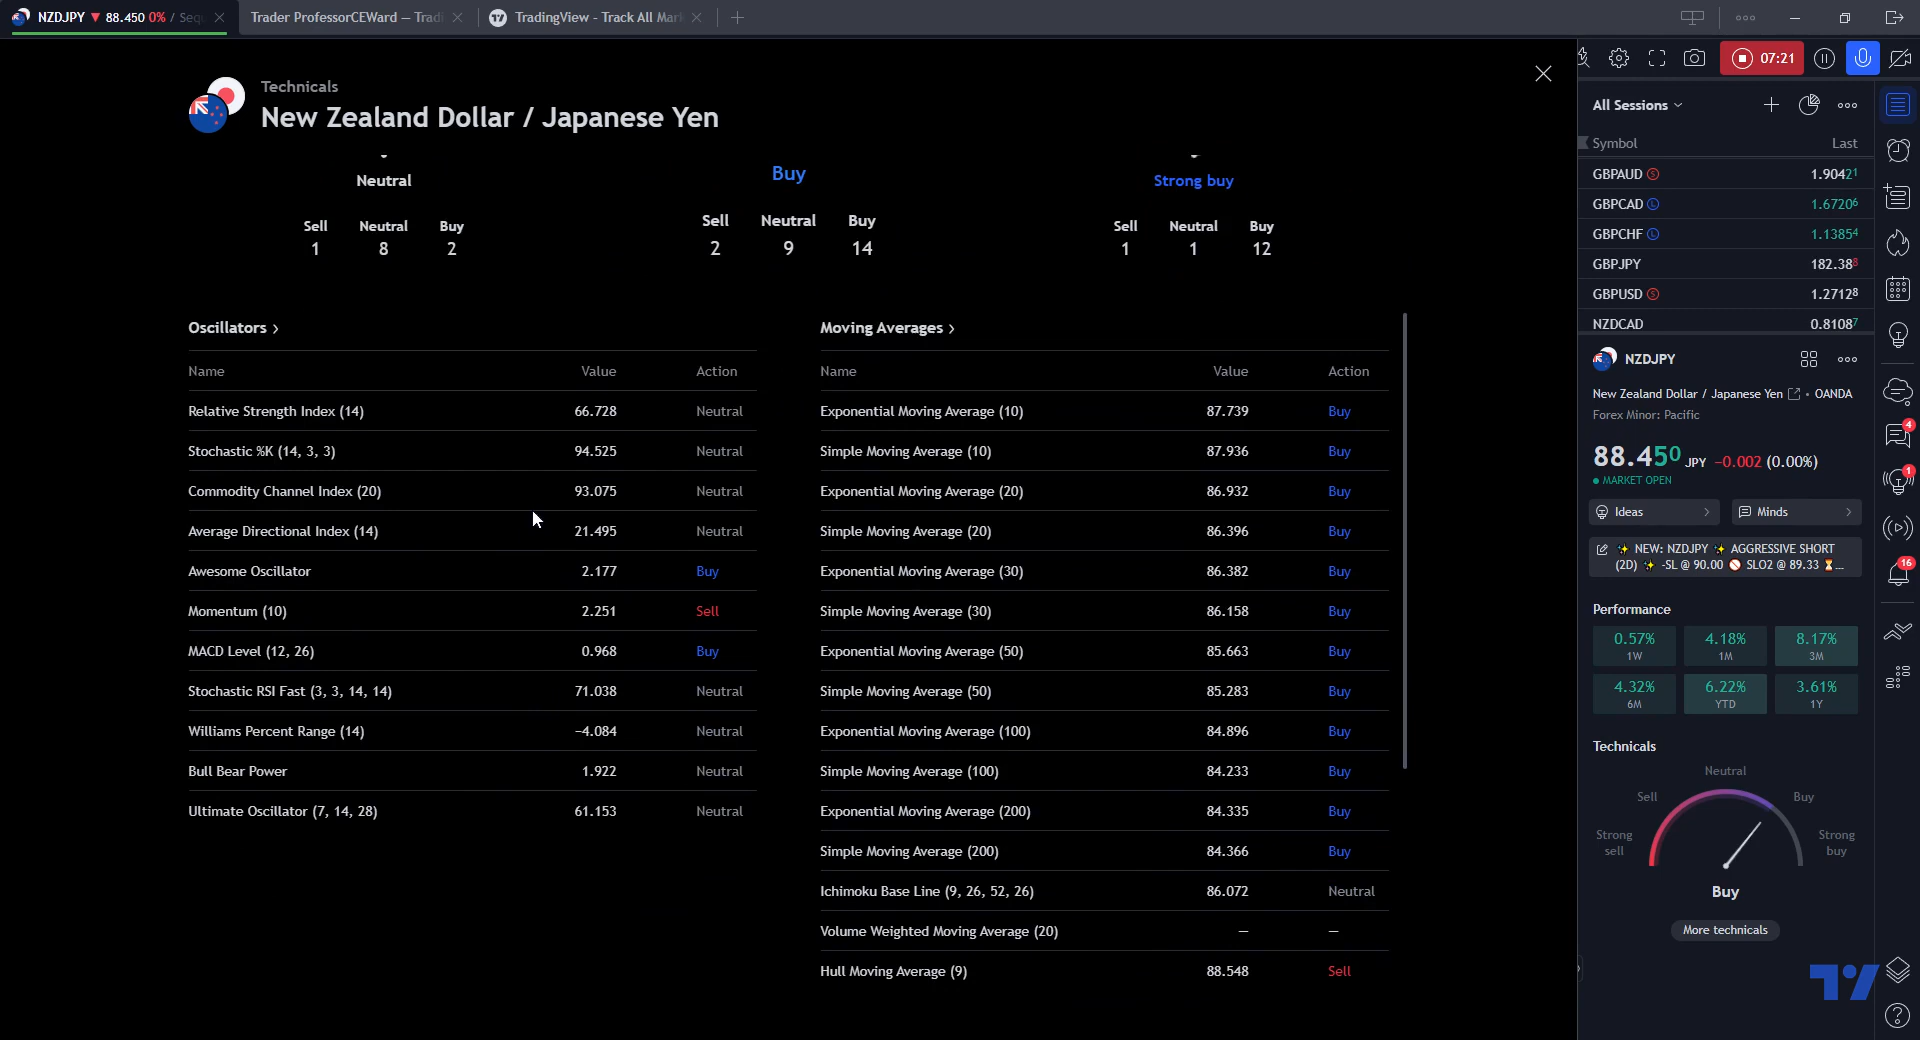 NZDJPY ▼ 88.450 0% / Sequ
Trader ProfessorCEWard — Tradi
TradingView - Track All Mark
07:21
Technicals
New Zealand Dollar / Japanese Yen
Neutral
Buy
Strong buy
Sell Neutral Buy
1 8 2
Sell Neutral Buy
2 9 14
Sell Neutral Buy
1 1 12
Oscillators ›
Name Value Action
Relative Strength Index (14) 66.728 Neutral
Stochastic %K (14, 3, 3) 94.525 Neutral
Commodity Channel Index (20) 93.075 Neutral
Average Directional Index (14) 21.495 Neutral
Awesome Oscillator 2.177 Buy
Momentum (10) 2.251 Sell
MACD Level (12, 26) 0.968 Buy
Stochastic RSI Fast (3, 3, 14, 14) 71.038 Neutral
Williams Percent Range (14) −4.084 Neutral
Bull Bear Power 1.922 Neutral
Ultimate Oscillator (7, 14, 28) 61.153 Neutral
Moving Averages ›
Name Value Action
Exponential Moving Average (10) 87.739 Buy
Simple Moving Average (10) 87.936 Buy
Exponential Moving Average (20) 86.932 Buy
Simple Moving Average (20) 86.396 Buy
Exponential Moving Average (30) 86.382 Buy
Simple Moving Average (30) 86.158 Buy
Exponential Moving Average (50) 85.663 Buy
Simple Moving Average (50) 85.283 Buy
Exponential Moving Average (100) 84.896 Buy
Simple Moving Average (100) 84.233 Buy
Exponential Moving Average (200) 84.335 Buy
Simple Moving Average (200) 84.366 Buy
Ichimoku Base Line (9, 26, 52, 26) 86.072 Neutral
Volume Weighted Moving Average (20) — —
Hull Moving Average (9) 88.548 Sell
All Sessions
Symbol Last
GBPAUD S 1.90421
GBPCAD L 1.67206
GBPCHF L 1.13854
GBPJPY 182.388
GBPUSD S 1.27128
NZDCAD 0.81087
NZDJPY
New Zealand Dollar / Japanese Yen • OANDA
Forex Minor: Pacific
88.450 JPY −0.002 (0.00%)
MARKET OPEN
Ideas
Minds
✨ NEW: NZDJPY ✨ AGGRESSIVE SHORT
(2D) ✨ -SL @ 90.00 🚫 SLO2 @ 89.33 ⏳...
Performance
0.57% 4.18% 8.17%
1W 1M 3M
4.32% 6.22% 3.61%
6M YTD 1Y
Technicals
Neutral
Sell Buy
Strong sell
Strong buy
Buy
More technicals
4
1
16